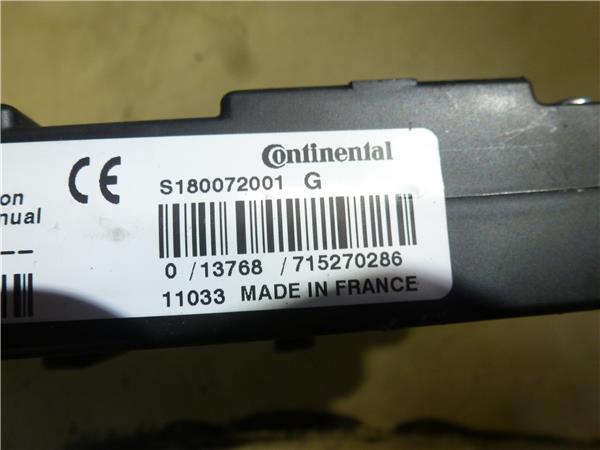 Continental
CE
S180072001 G
on
nual
0 /13768 /715270286
11033 MADE IN FRANCE